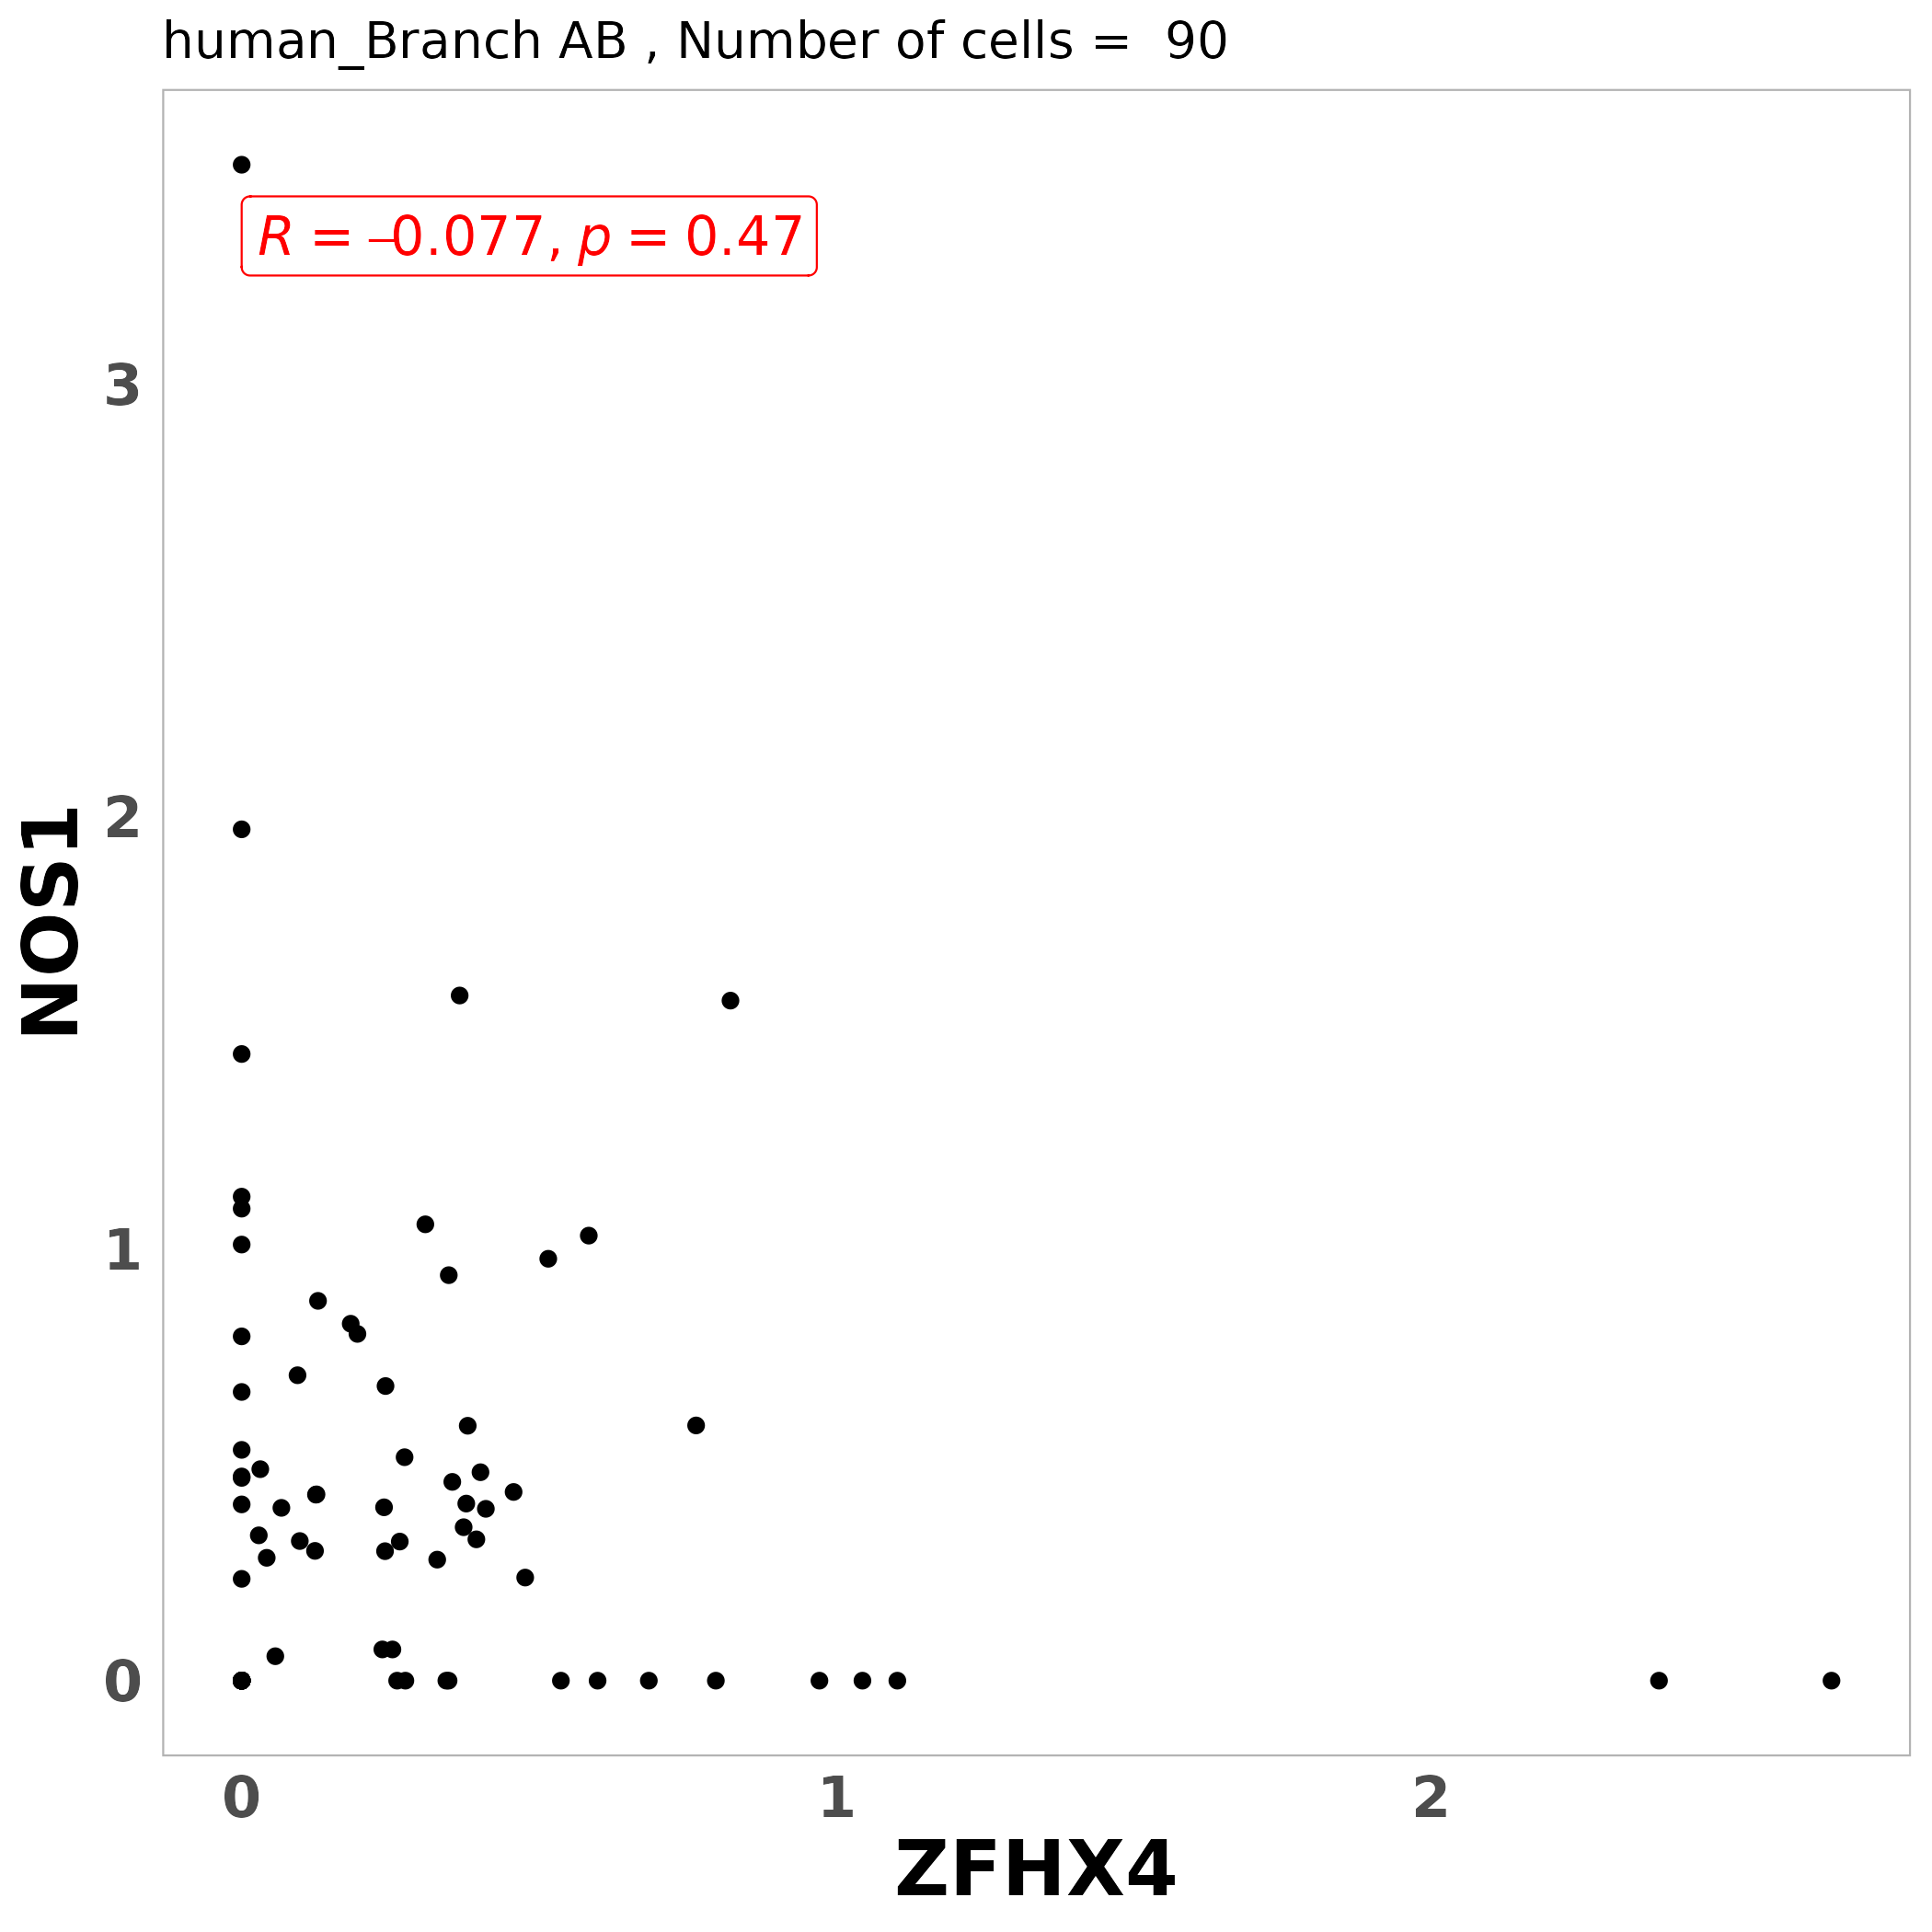 human_Branch AB , Number of cells =  90
R = –0.077, p = 0.47
3
2
1
0
NOS1
0 1 2
ZFHX4